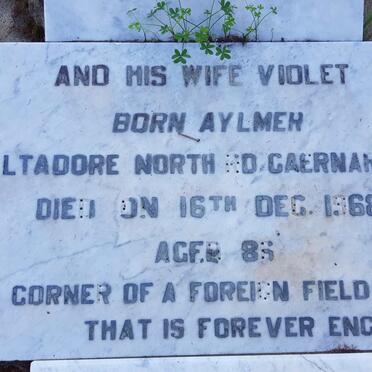 AND HIS WIFE VIOLET
BORN AYLMER
LTADORE NORTH D. CAERNAR
DIED ON 16TH DEC. 1968
AGED 86
CORNER OF A FOREIGN FIELD
THAT IS FOREVER ENG